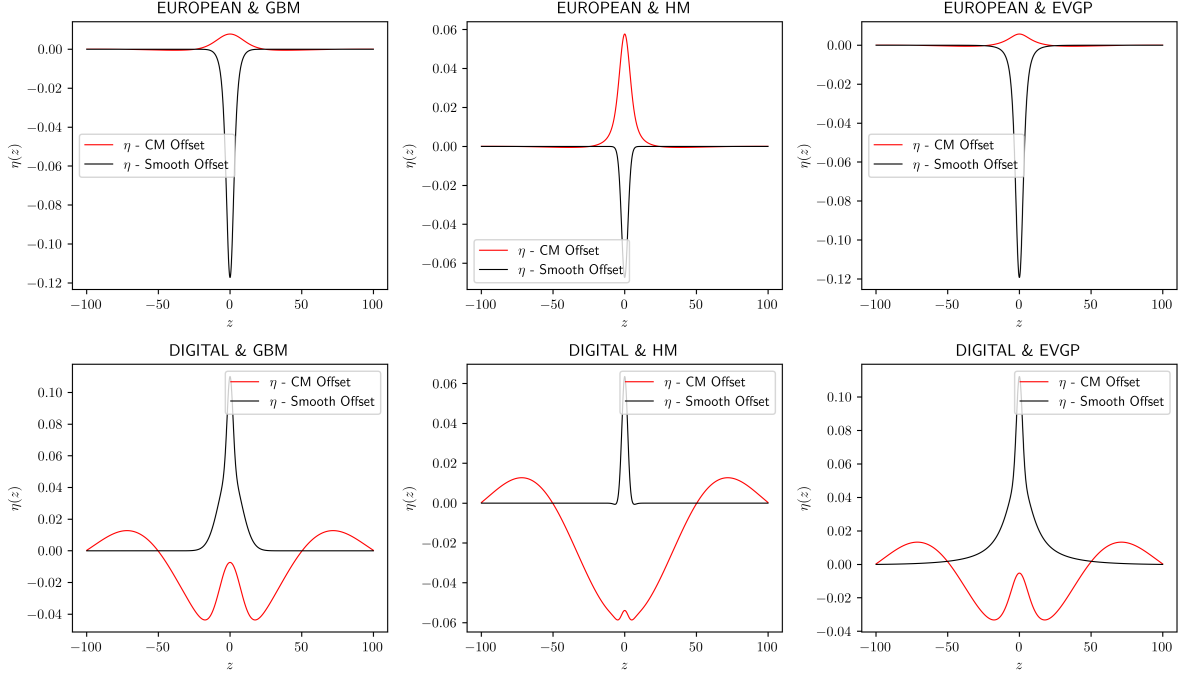 EUROPEAN & GBM
0.00
−0.02
−0.04
−0.06
−0.08
−0.10
−0.12
η(z)
η - CM Offset
η - Smooth Offset
−100
−50
0
50
100
z
EUROPEAN & HM
0.06
0.04
0.02
0.00
−0.02
−0.04
−0.06
η(z)
η - CM Offset
η - Smooth Offset
−100
−50
0
50
100
z
EUROPEAN & EVGP
0.00
−0.02
−0.04
−0.06
−0.08
−0.10
−0.12
η(z)
η - CM Offset
η - Smooth Offset
−100
−50
0
50
100
z
DIGITAL & GBM
0.10
0.08
0.06
0.04
0.02
0.00
−0.02
−0.04
η(z)
η - CM Offset
η - Smooth Offset
−100
−50
0
50
100
z
DIGITAL & HM
0.06
0.04
0.02
0.00
−0.02
−0.04
−0.06
η(z)
η - CM Offset
η - Smooth Offset
−100
−50
0
50
100
z
DIGITAL & EVGP
0.10
0.08
0.06
0.04
0.02
0.00
−0.02
−0.04
η(z)
η - CM Offset
η - Smooth Offset
−100
−50
0
50
100
z